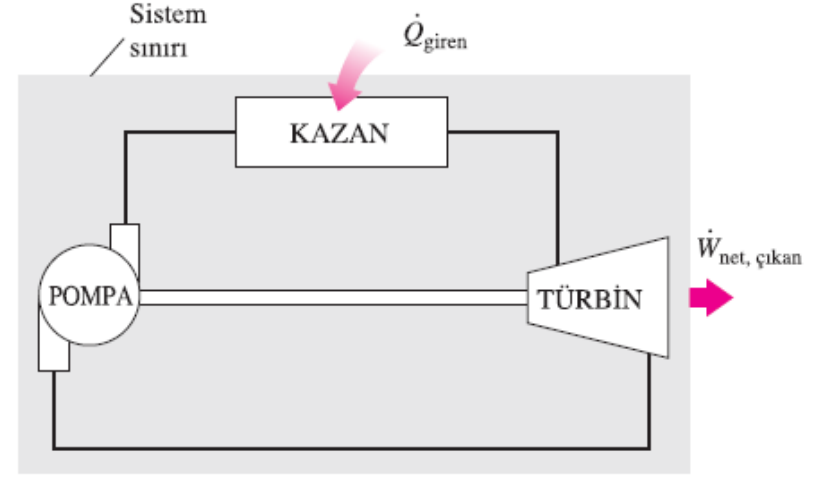 Sistem
sınırı
Q̇giren
KAZAN
Ẇnet, çıkan
POMPA
TÜRBİN